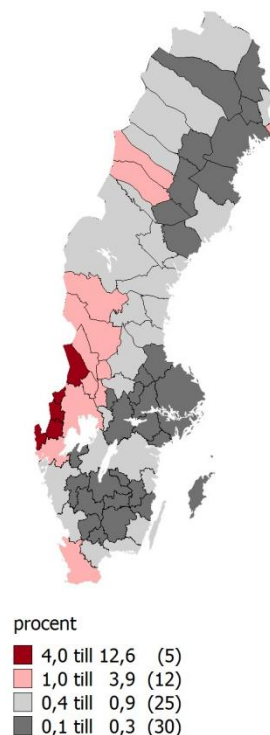 procent
4,0 till 12,6 (5)
1,0 till 3,9 (12)
0,4 till 0,9 (25)
0,1 till 0,3 (30)